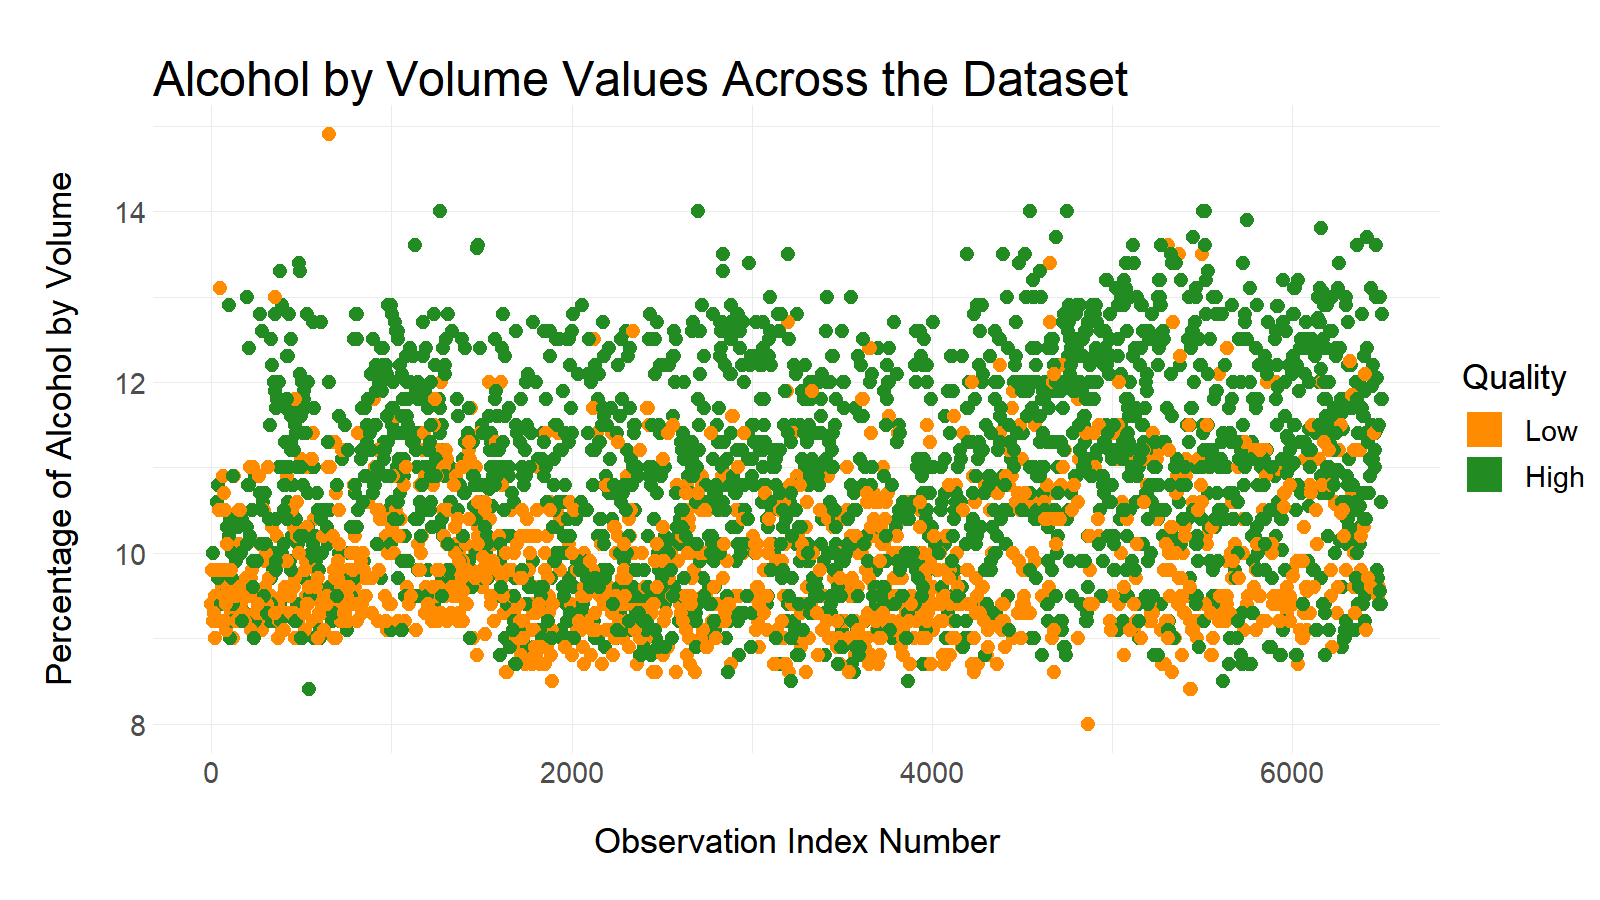 Alcohol by Volume Values Across the Dataset
Percentage of Alcohol by Volume
14
12
10
8
0 2000 4000 6000
Observation Index Number
Quality
Low
High